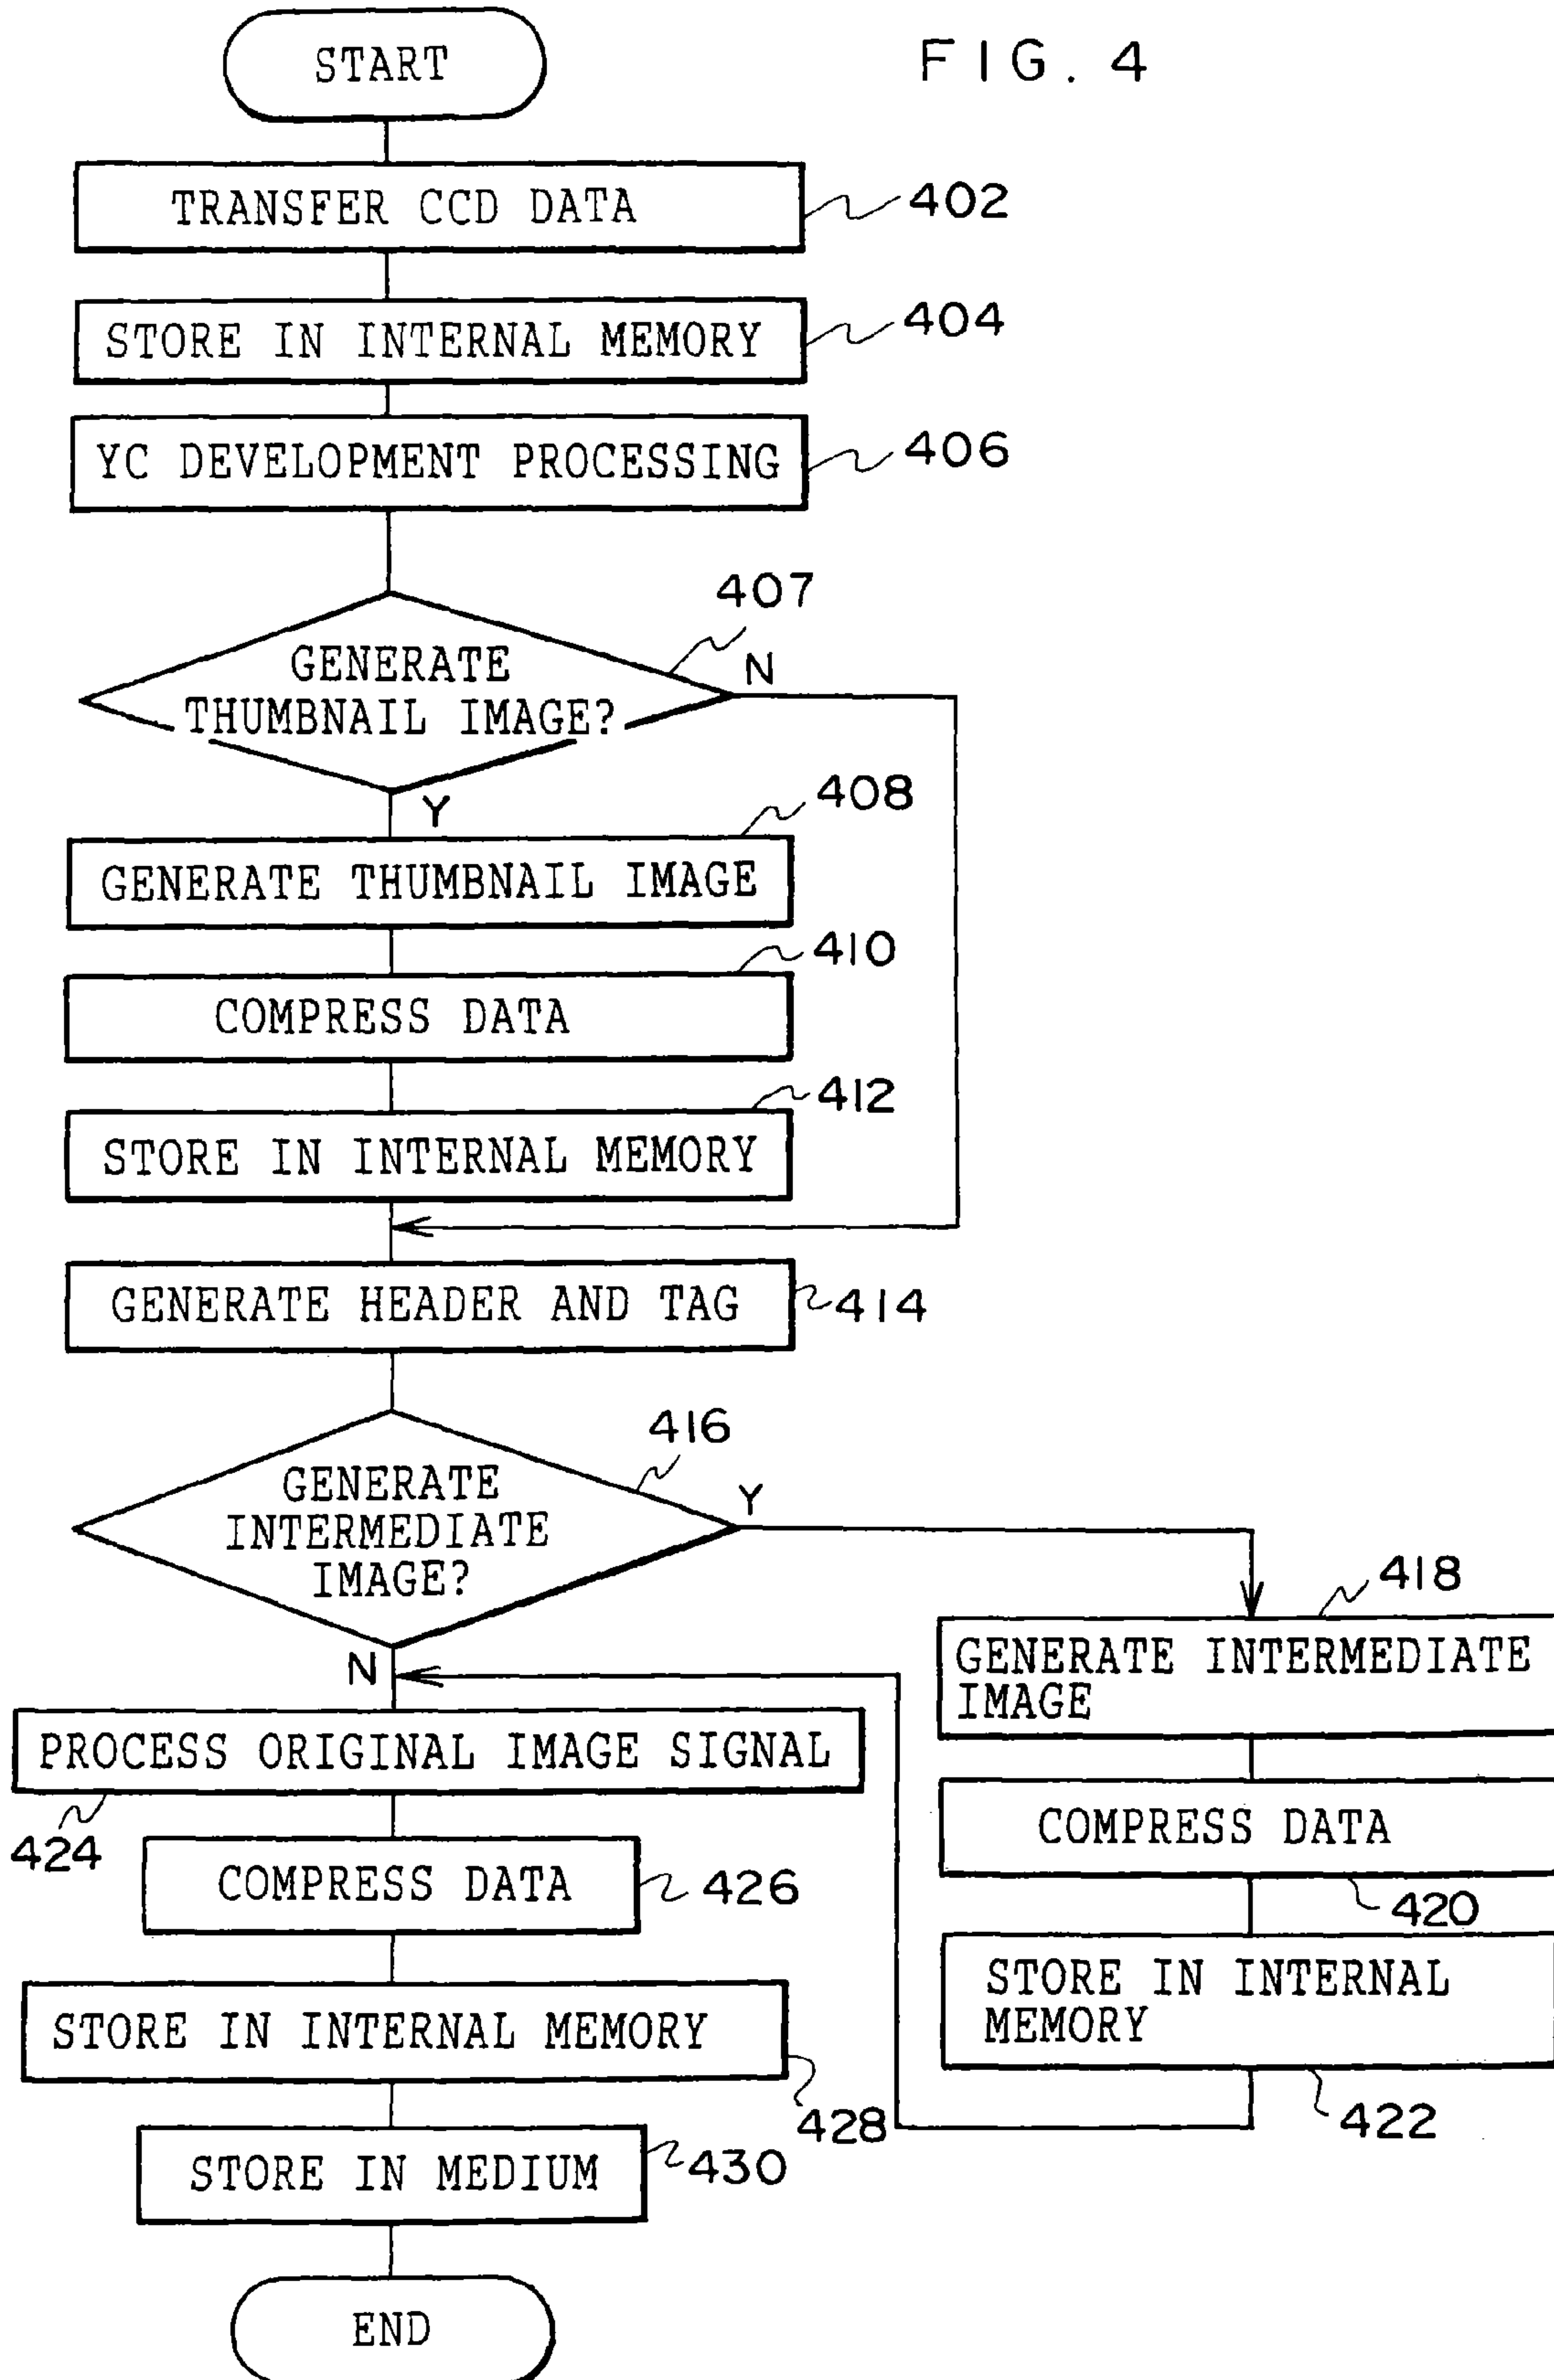 FIG. 4
START
TRANSFER CCD DATA
402
STORE IN INTERNAL MEMORY
404
YC DEVELOPMENT PROCESSING
406
407
GENERATE
THUMBNAIL IMAGE?
N
Y
408
GENERATE THUMBNAIL IMAGE
410
COMPRESS DATA
412
STORE IN INTERNAL MEMORY
GENERATE HEADER AND TAG
414
416
GENERATE
INTERMEDIATE
IMAGE?
Y
N
418
GENERATE INTERMEDIATE
IMAGE
COMPRESS DATA
420
STORE IN INTERNAL
MEMORY
422
PROCESS ORIGINAL IMAGE SIGNAL
424
COMPRESS DATA
426
STORE IN INTERNAL MEMORY
428
STORE IN MEDIUM
430
END